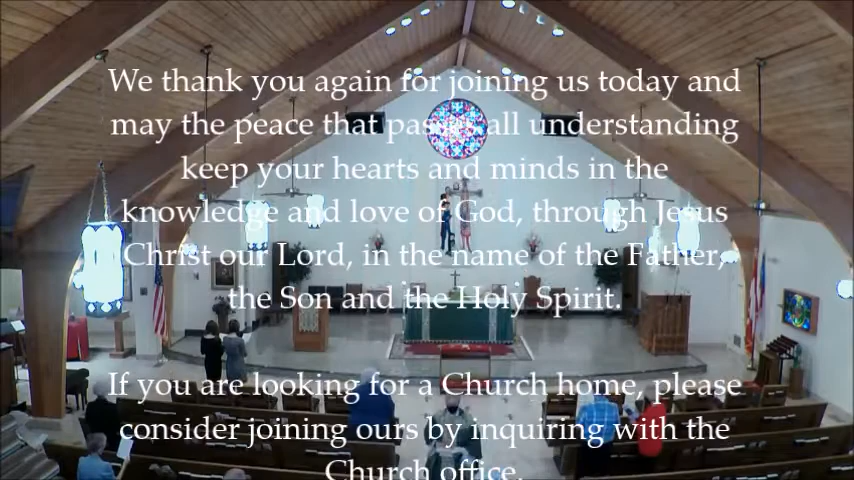 We thank you again for joining us today and
may the peace that passes all understanding
keep your hearts and minds in the
knowledge and love of God, through Jesus
Christ our Lord, in the name of the Father,
the Son and the Holy Spirit.
If you are looking for a Church home, please
consider joining ours by inquiring with the
Church office.